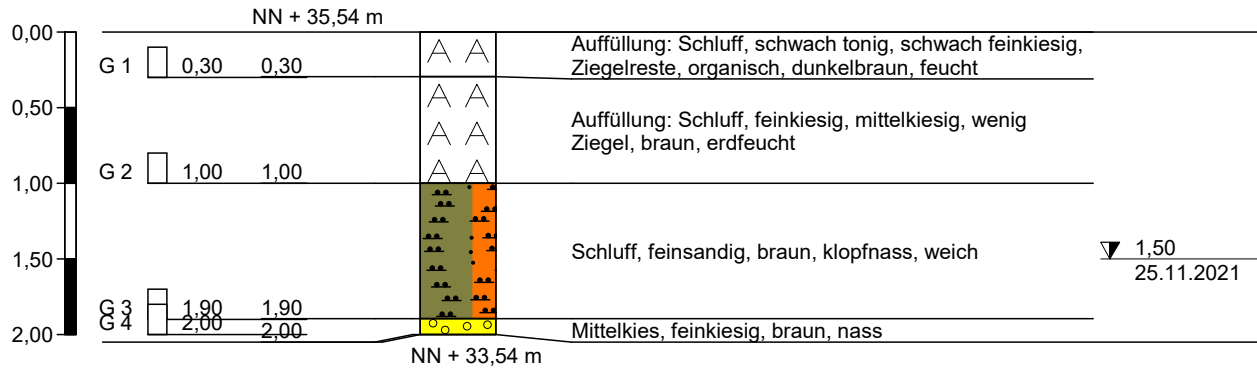 NN + 35,54 m
0,00
Auffüllung: Schluff, schwach tonig, schwach feinkiesig,
Ziegelreste, organisch, dunkelbraun, feucht
G 1 0,30 0,30
0,50
Auffüllung: Schluff, feinkiesig, mittelkiesig, wenig
Ziegel, braun, erdfeucht
G 2 1,00 1,00
1,00
Schluff, feinsandig, braun, klopfnass, weich
1,50
25.11.2021
1,50
G 3 1,90 1,90
G 4 2,00 2,00
Mittelkies, feinkiesig, braun, nass
2,00
NN + 33,54 m